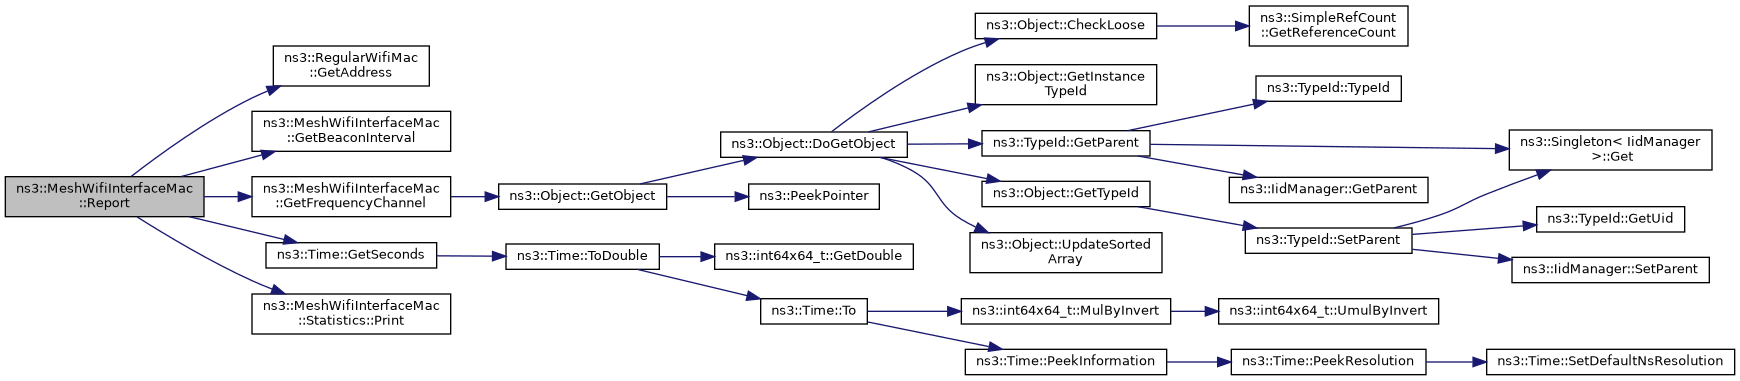 ns3::MeshWifiInterfaceMac
::Report
ns3::RegularWifiMac
::GetAddress
ns3::MeshWifiInterfaceMac
::GetBeaconInterval
ns3::MeshWifiInterfaceMac
::GetFrequencyChannel
ns3::Time::GetSeconds
ns3::MeshWifiInterfaceMac
::Statistics::Print
ns3::Object::GetObject
ns3::Time::ToDouble
ns3::Object::DoGetObject
ns3::PeekPointer
ns3::int64x64_t::GetDouble
ns3::Time::To
ns3::Object::CheckLoose
ns3::Object::GetInstance
TypeId
ns3::TypeId::GetParent
ns3::Object::GetTypeId
ns3::Object::UpdateSorted
Array
ns3::int64x64_t::MulByInvert
ns3::Time::PeekInformation
ns3::SimpleRefCount
::GetReferenceCount
ns3::TypeId::TypeId
ns3::IidManager::GetParent
ns3::TypeId::SetParent
ns3::int64x64_t::UmulByInvert
ns3::Time::PeekResolution
ns3::Singleton< IidManager
>::Get
ns3::TypeId::GetUid
ns3::IidManager::SetParent
ns3::Time::SetDefaultNsResolution